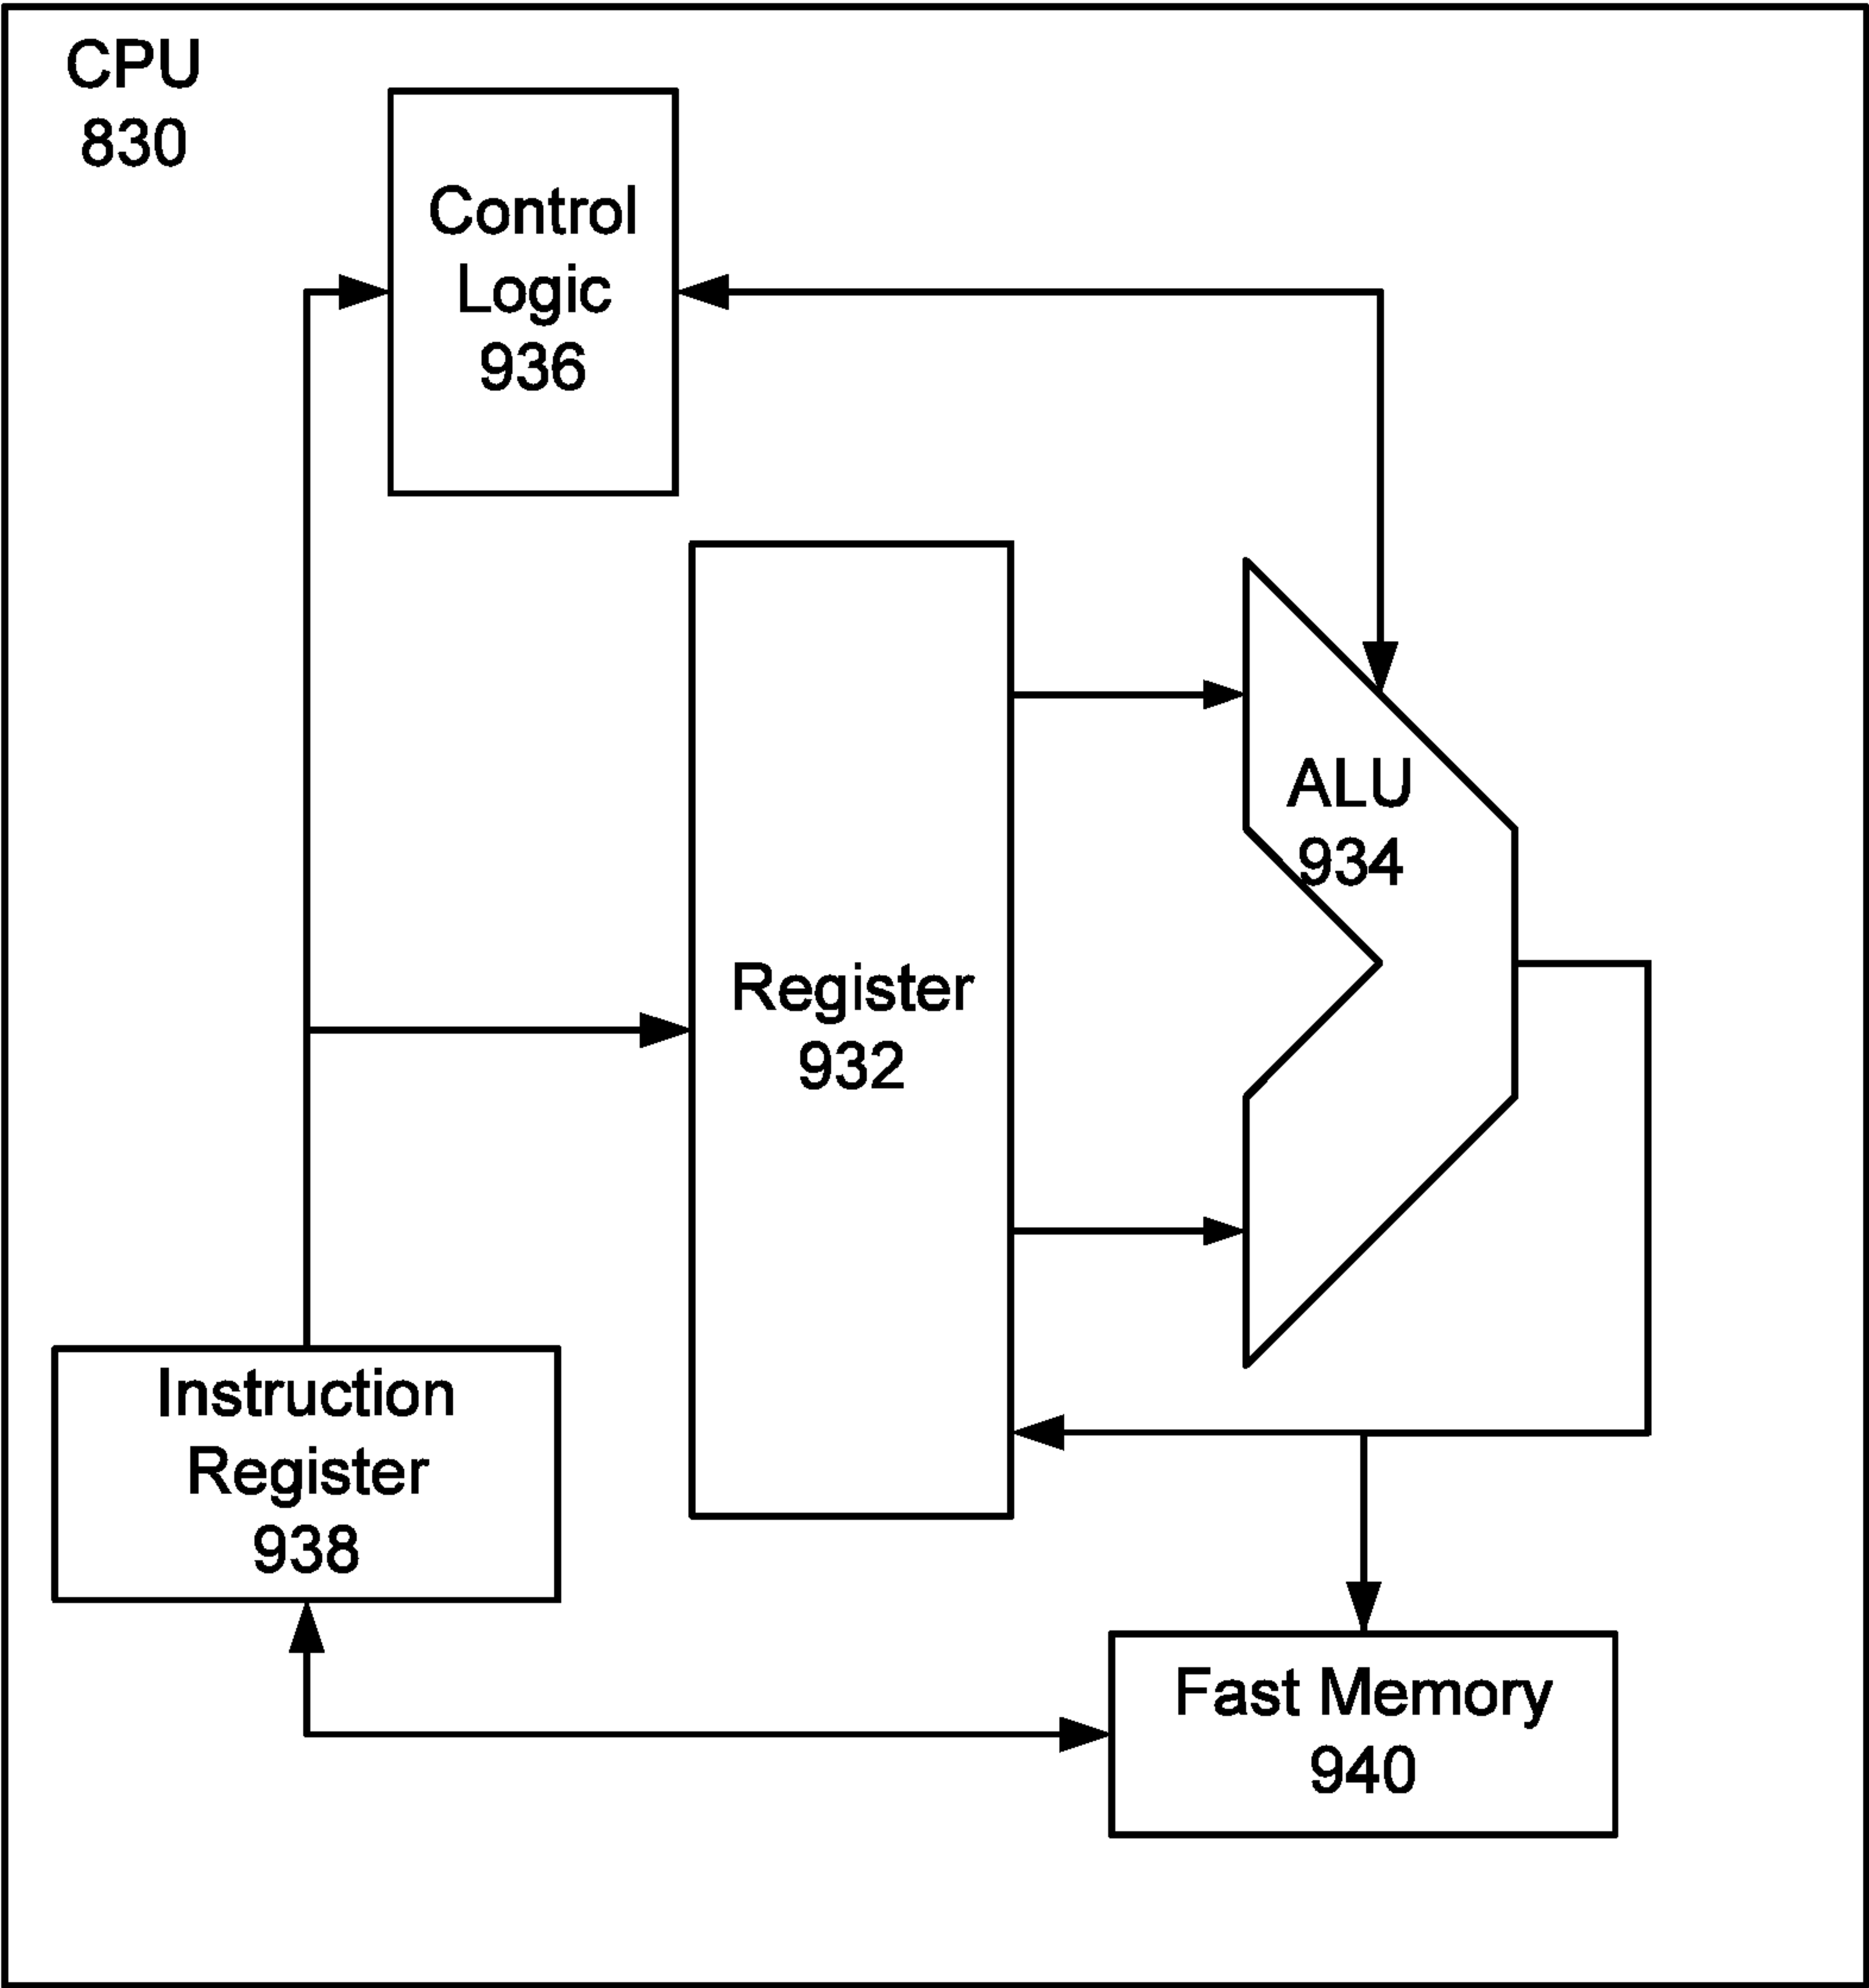 CPU
830
Control
Logic
936
ALU
934
Register
932
Instruction
Register
938
Fast Memory
940